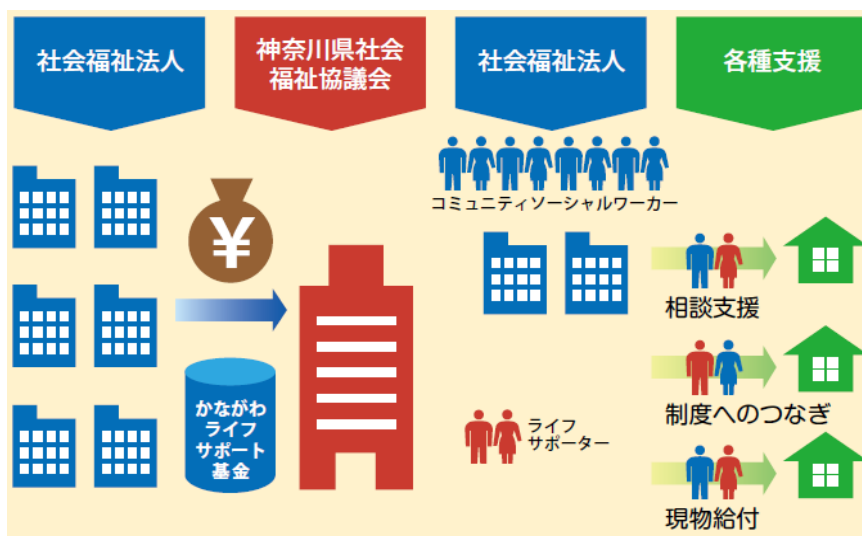 社会福祉法人
神奈川県社会
福祉協議会
社会福祉法人
各種支援
コミュニティソーシャルワーカー
¥
相談支援
かながわ
ライフ
サポート
基金
ライフ
サポーター
制度へのつなぎ
現物給付